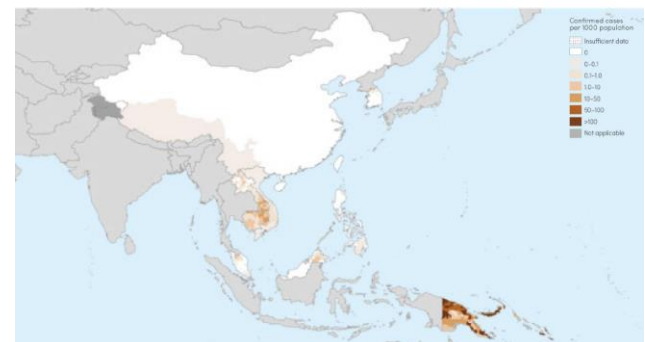 Confirmed cases
per 1000 population
Insufficient data
0
0–0.1
0.1–1.0
1.0–10
10–50
50–100
>100
Not applicable